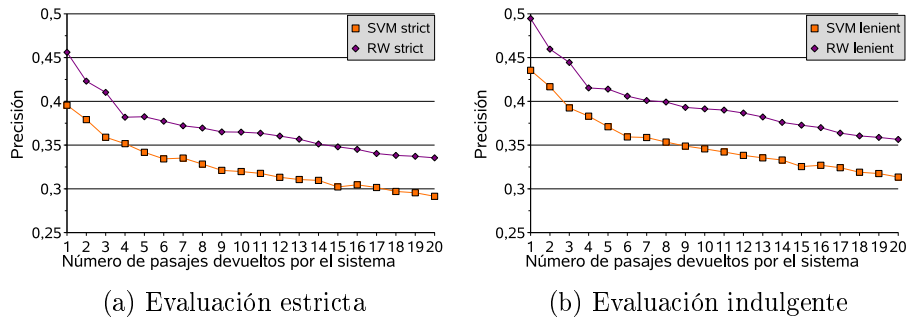 0,5
0,45
0,4
0,35
0,3
0,25
Precisión
SVM strict
RW strict
1 2 3 4 5 6 7 8 9 10 11 12 13 14 15 16 17 18 19 20
Número de pasajes devueltos por el sistema
(a) Evaluación estricta
0,5
0,45
0,4
0,35
0,3
0,25
Precisión
SVM lenient
RW lenient
1 2 3 4 5 6 7 8 9 10 11 12 13 14 15 16 17 18 19 20
Número de pasajes devueltos por el sistema
(b) Evaluación indulgente